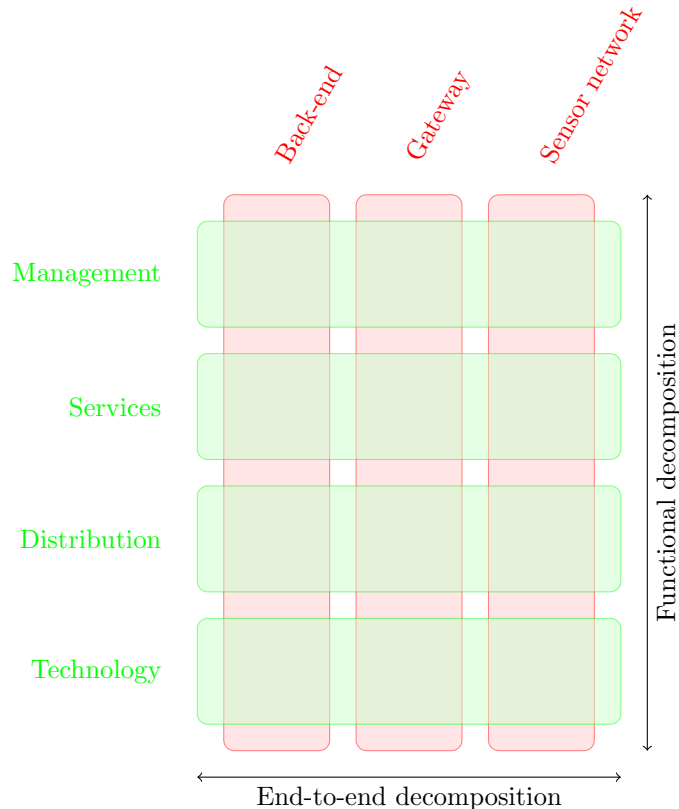 Back-end
Gateway
Sensor network
Management
Services
Distribution
Technology
Functional decomposition
End-to-end decomposition